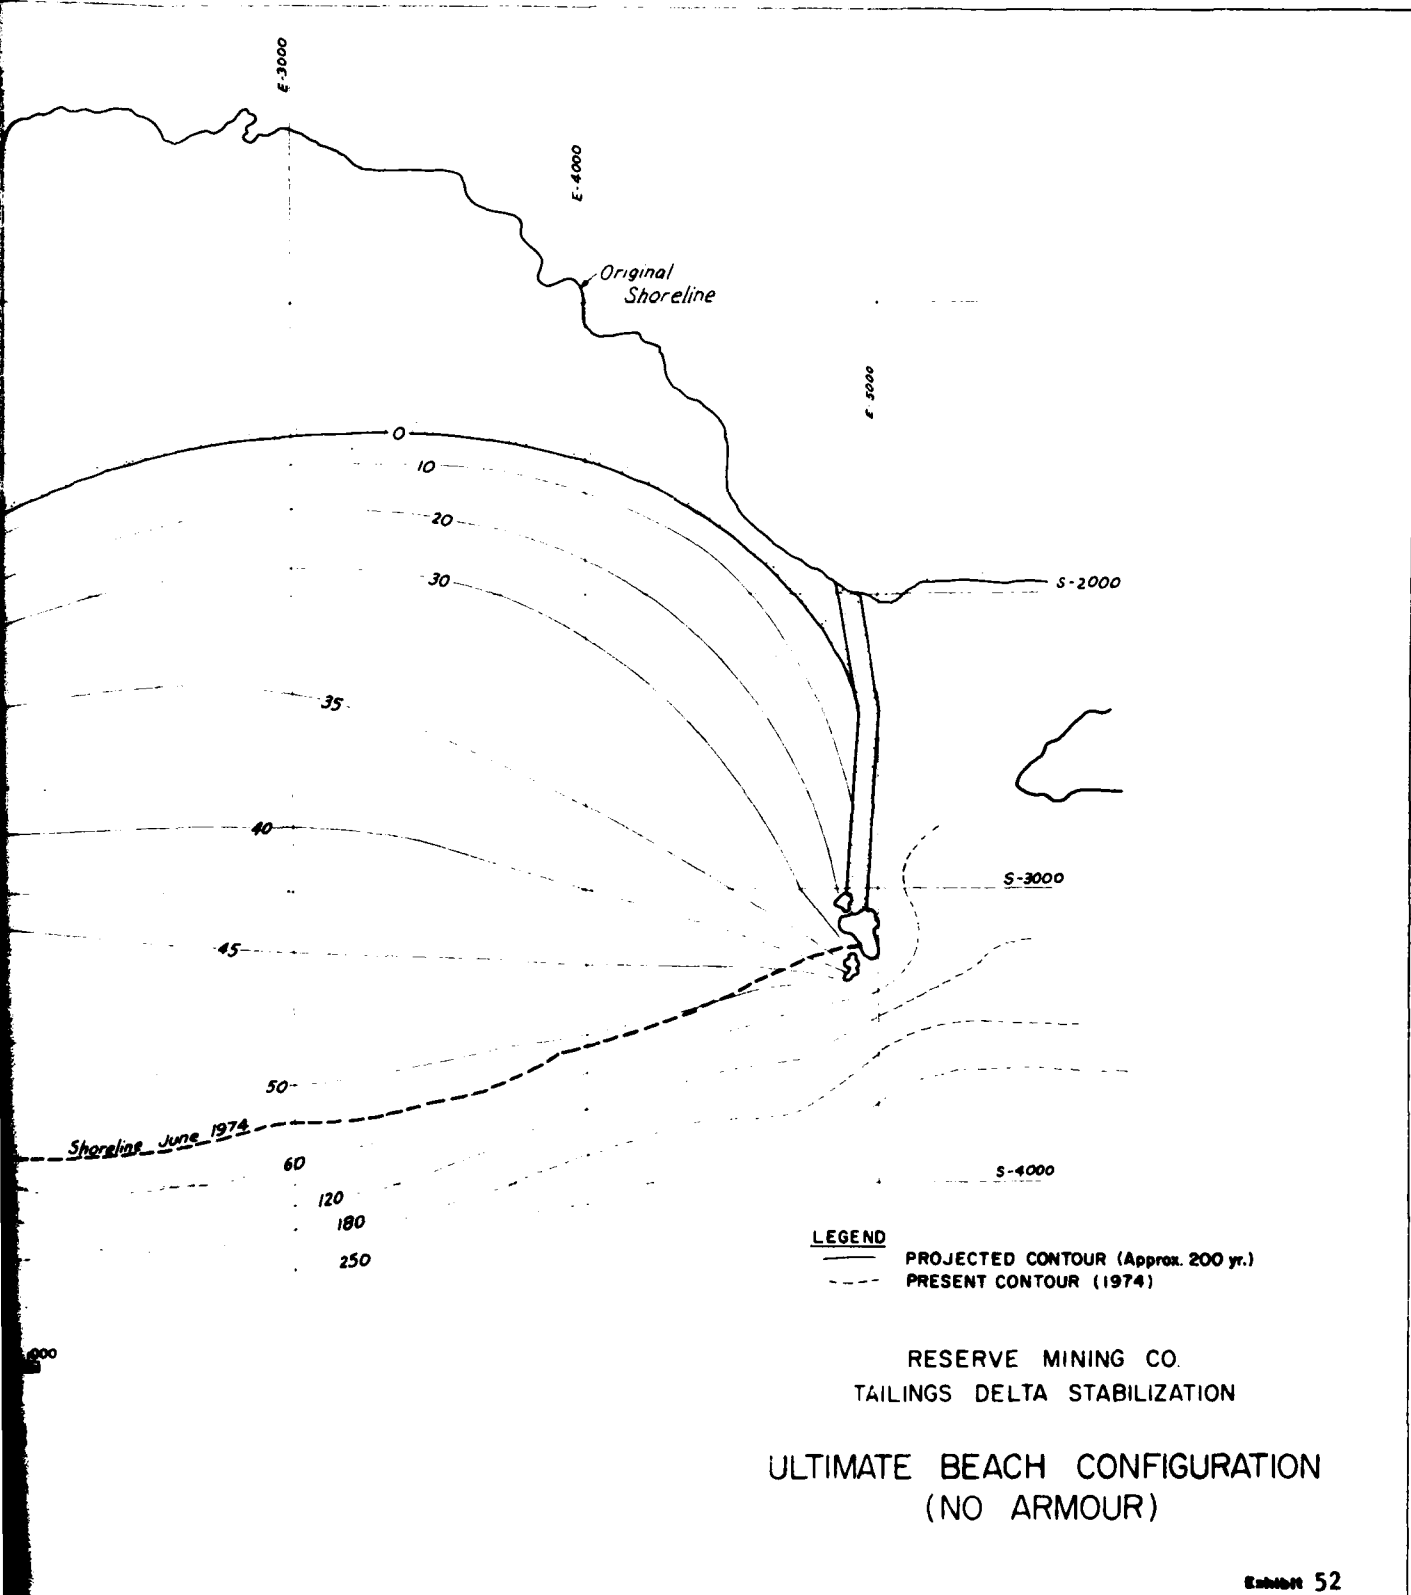 E-3000
E-4000
Original
Shoreline
E-5000
0
10
20
30
S-2000
35
40
S-3000
45
50
Shoreline June 1974
60
S-4000
120
180
250
LEGEND
PROJECTED CONTOUR (Approx. 200 yr.)
PRESENT CONTOUR (1974)
RESERVE MINING CO.
TAILINGS DELTA STABILIZATION
ULTIMATE BEACH CONFIGURATION
(NO ARMOUR)
Exhibit 52